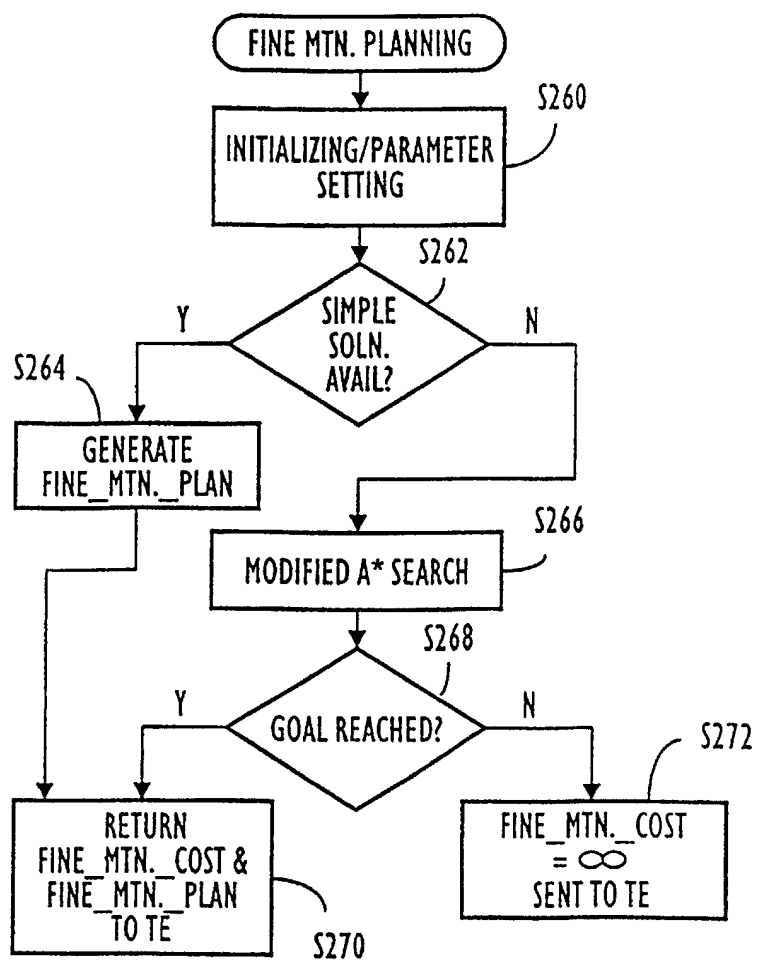 FINE MTN. PLANNING
S260
INITIALIZING/PARAMETER
SETTING
S262
SIMPLE
SOLN.
AVAIL?
Y
N
S264
GENERATE
FINE_MTN._PLAN
S266
MODIFIED A* SEARCH
S268
GOAL REACHED?
Y
N
S272
RETURN
FINE_MTN._COST &
FINE_MTN._PLAN
TO TE
S270
FINE_MTN._COST
= ∞
SENT TO TE